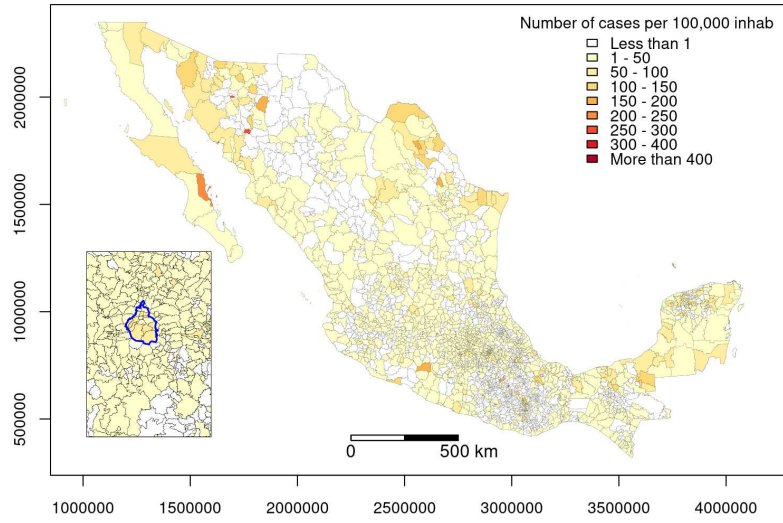 Number of cases per 100,000 inhab
Less than 1
1 - 50
50 - 100
100 - 150
150 - 200
200 - 250
250 - 300
300 - 400
More than 400
2000000
1500000
1000000
500000
0 500 km
1000000 1500000 2000000 2500000 3000000 3500000 4000000